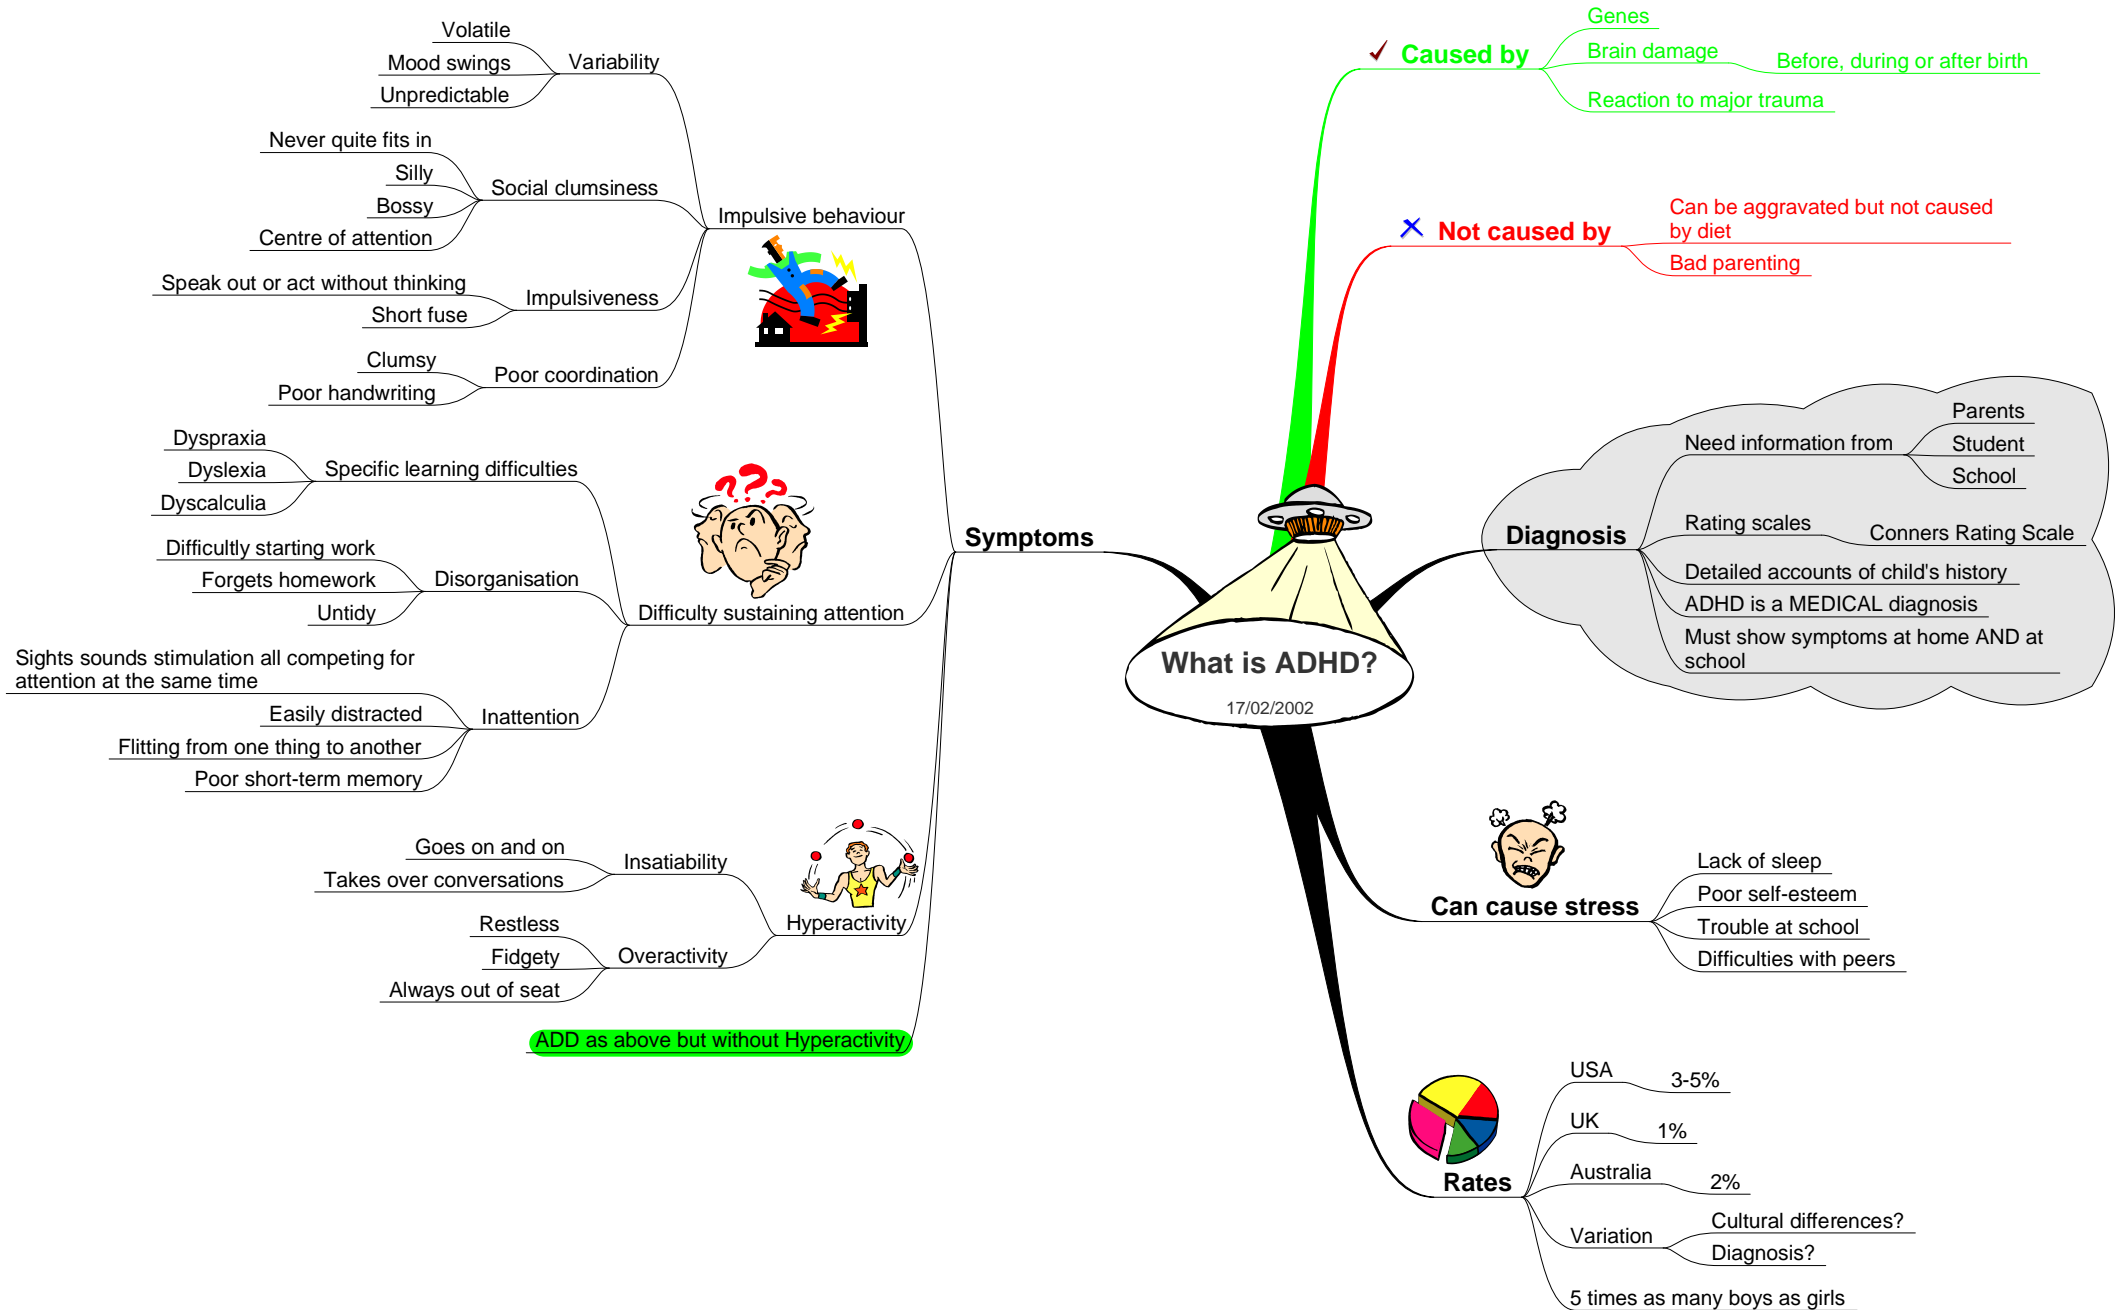 What is ADHD?
17/02/2002
Caused by
Genes
Brain damage
Before, during or after birth
Reaction to major trauma
Not caused by
Can be aggravated but not caused
by diet
Bad parenting
Diagnosis
Need information from
Parents
Student
School
Rating scales
Conners Rating Scale
Detailed accounts of child's history
ADHD is a MEDICAL diagnosis
Must show symptoms at home AND at
school
Can cause stress
Lack of sleep
Poor self-esteem
Trouble at school
Difficulties with peers
Rates
USA
3-5%
UK
1%
Australia
2%
Variation
Cultural differences?
Diagnosis?
5 times as many boys as girls
Symptoms
Impulsive behaviour
Variability
Volatile
Mood swings
Unpredictable
Social clumsiness
Never quite fits in
Silly
Bossy
Centre of attention
Impulsiveness
Speak out or act without thinking
Short fuse
Poor coordination
Clumsy
Poor handwriting
Difficulty sustaining attention
Specific learning difficulties
Dyspraxia
Dyslexia
Dyscalculia
Disorganisation
Difficultly starting work
Forgets homework
Untidy
Inattention
Sights sounds stimulation all competing for
attention at the same time
Easily distracted
Flitting from one thing to another
Poor short-term memory
Hyperactivity
Insatiability
Goes on and on
Takes over conversations
Overactivity
Restless
Fidgety
Always out of seat
ADD as above but without Hyperactivity